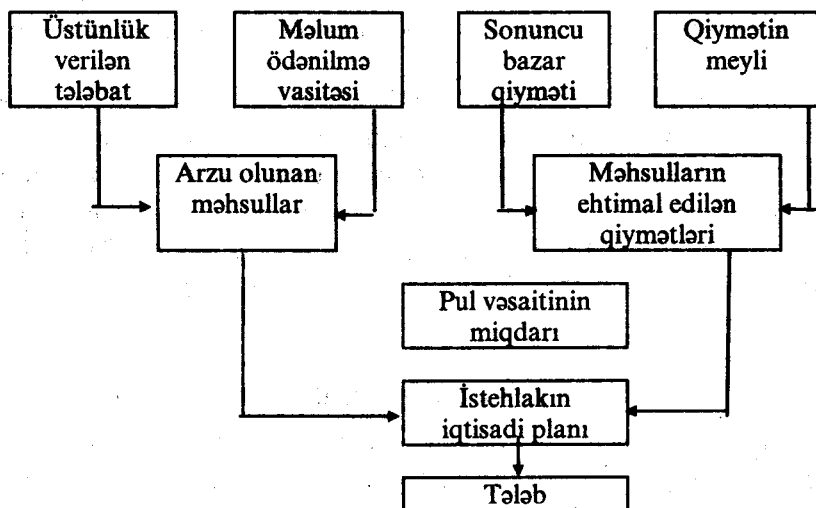 Üstünlük
verilən
tələbat
Məlum
ödənilmə
vasitəsi
Sonuncu
bazar
qiyməti
Qiymətin
meyli
Arzu olunan
məhsullar
Məhsulların
ehtimal edilən
qiymətləri
Pul vəsaitinin
miqdarı
İstehlakın
iqtisadi planı
Tələb